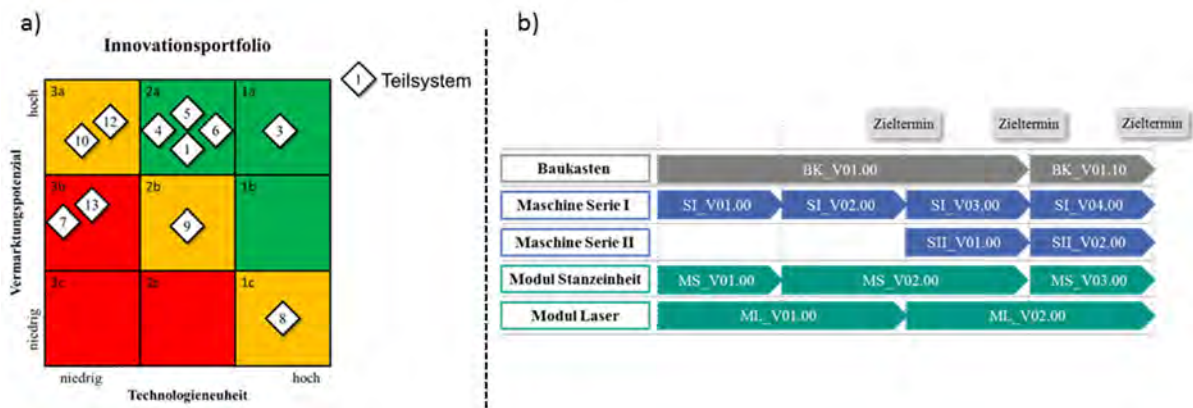 a)
Innovationsportfolio
1 Teilsystem
hoch
Vermarktungspotenzial
niedrig
3a
10
12
2a
4
5
6
1
1a
3
3b
7
13
2b
9
1b
3c
1c
8
niedrig
hoch
Technologieneuheit
b)
Zieltermin
Zieltermin
Zieltermin
Baukasten BK_V01.00 BK_V01.10
Maschine Serie I SI_V01.00 SI_V02.00 SI_V03.00 SI_V04.00
Maschine Serie II SII_V01.00 SII_V02.00
Modul Stanzeinheit MS_V01.00 MS_V02.00 MS_V03.00
Modul Laser ML_V01.00 ML_V02.00